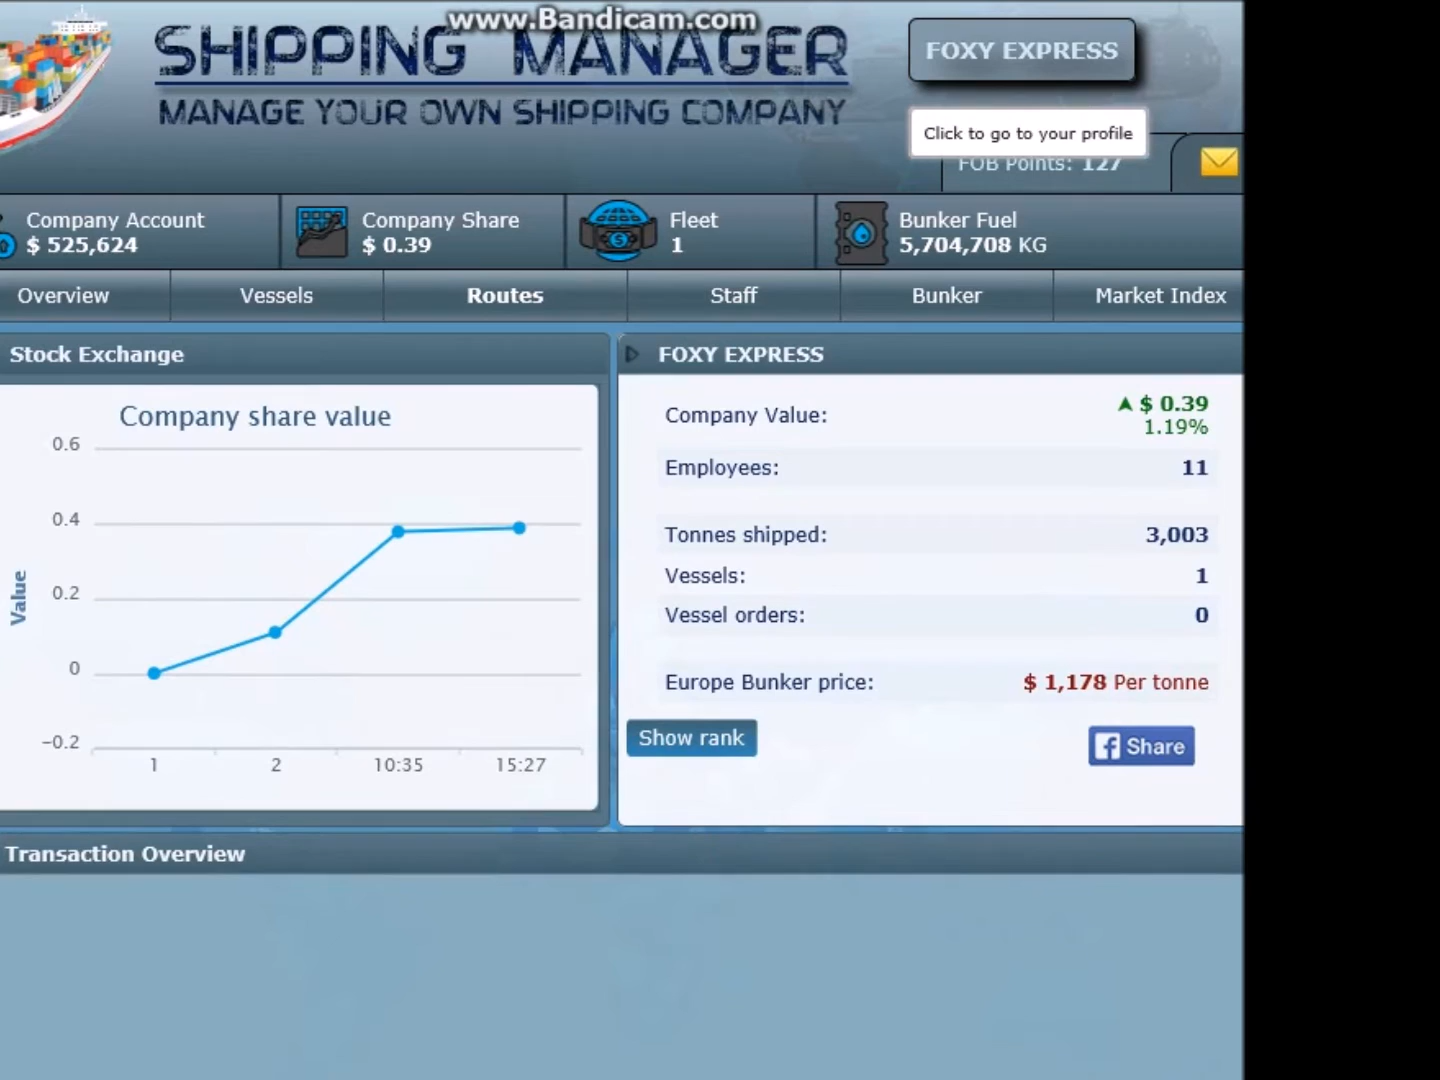 www.Bandicam.com
SHIPPING MANAGER
MANAGE YOUR OWN SHIPPING COMPANY
FOXY EXPRESS
Click to go to your profile
FOB Points: 127
Company Account
$ 525,624
Company Share
$ 0.39
Fleet
1
Bunker Fuel
5,704,708 KG
Overview
Vessels
Routes
Staff
Bunker
Market Index
Stock Exchange
Company share value
0.6
0.4
0.2
0
-0.2
Value
1
2
10:35
15:27
FOXY EXPRESS
Company Value:
$ 0.39
1.19%
Employees:
11
Tonnes shipped:
3,003
Vessels:
1
Vessel orders:
0
Europe Bunker price:
$ 1,178 Per tonne
Show rank
Share
Transaction Overview